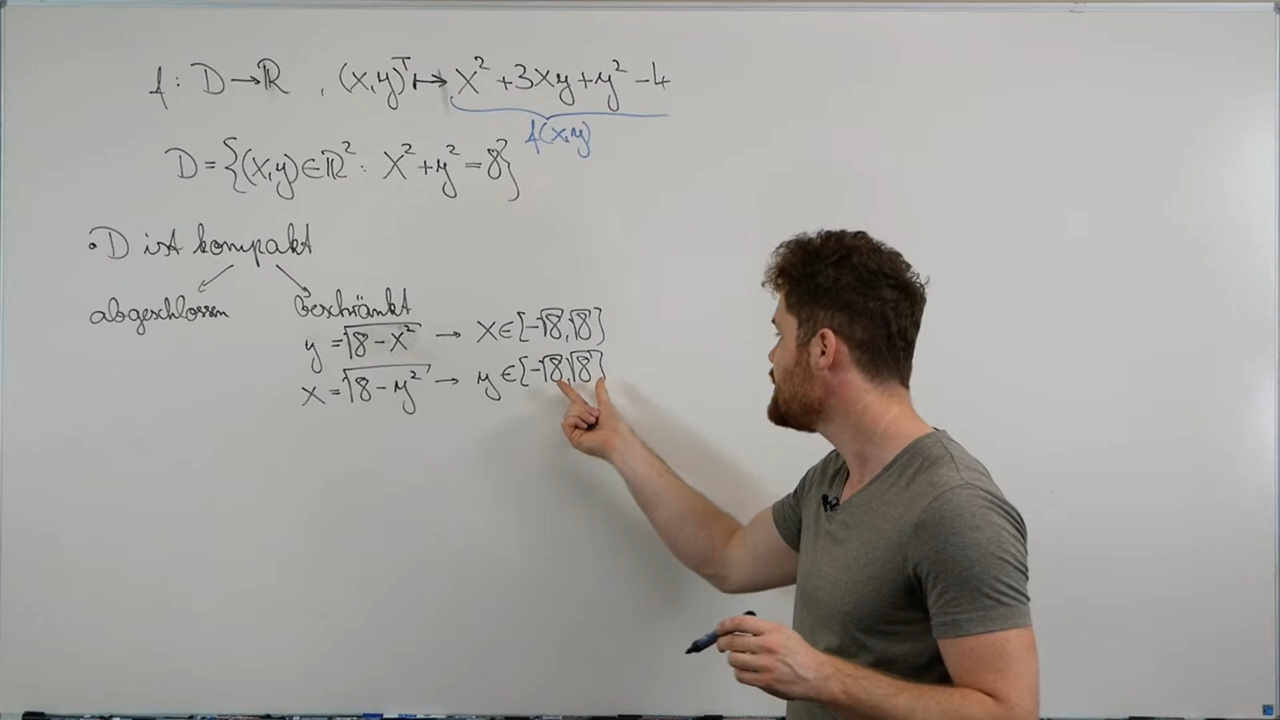 f: D→ℝ , (x,y)ᵀ ↦ x² +3xy+y² −4
f(x,y)
D={(x,y)∈ℝ²: x²+y²=8}
• D ist kompakt
abgeschlossen beschränkt
y =√8−x² → x∈[-√8,√8]
x=√8−y² → y∈[-√8,√8]